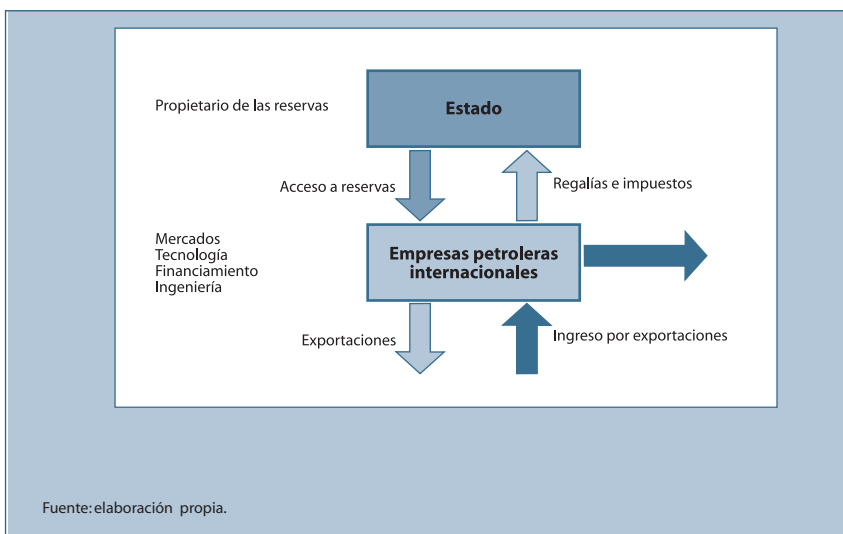 Propietario de las reservas
Estado
Acceso a reservas
Regalías e impuestos
Mercados
Tecnología
Financiamiento
Ingeniería
Empresas petroleras
internacionales
Exportaciones
Ingreso por exportaciones
Fuente: elaboración propia.